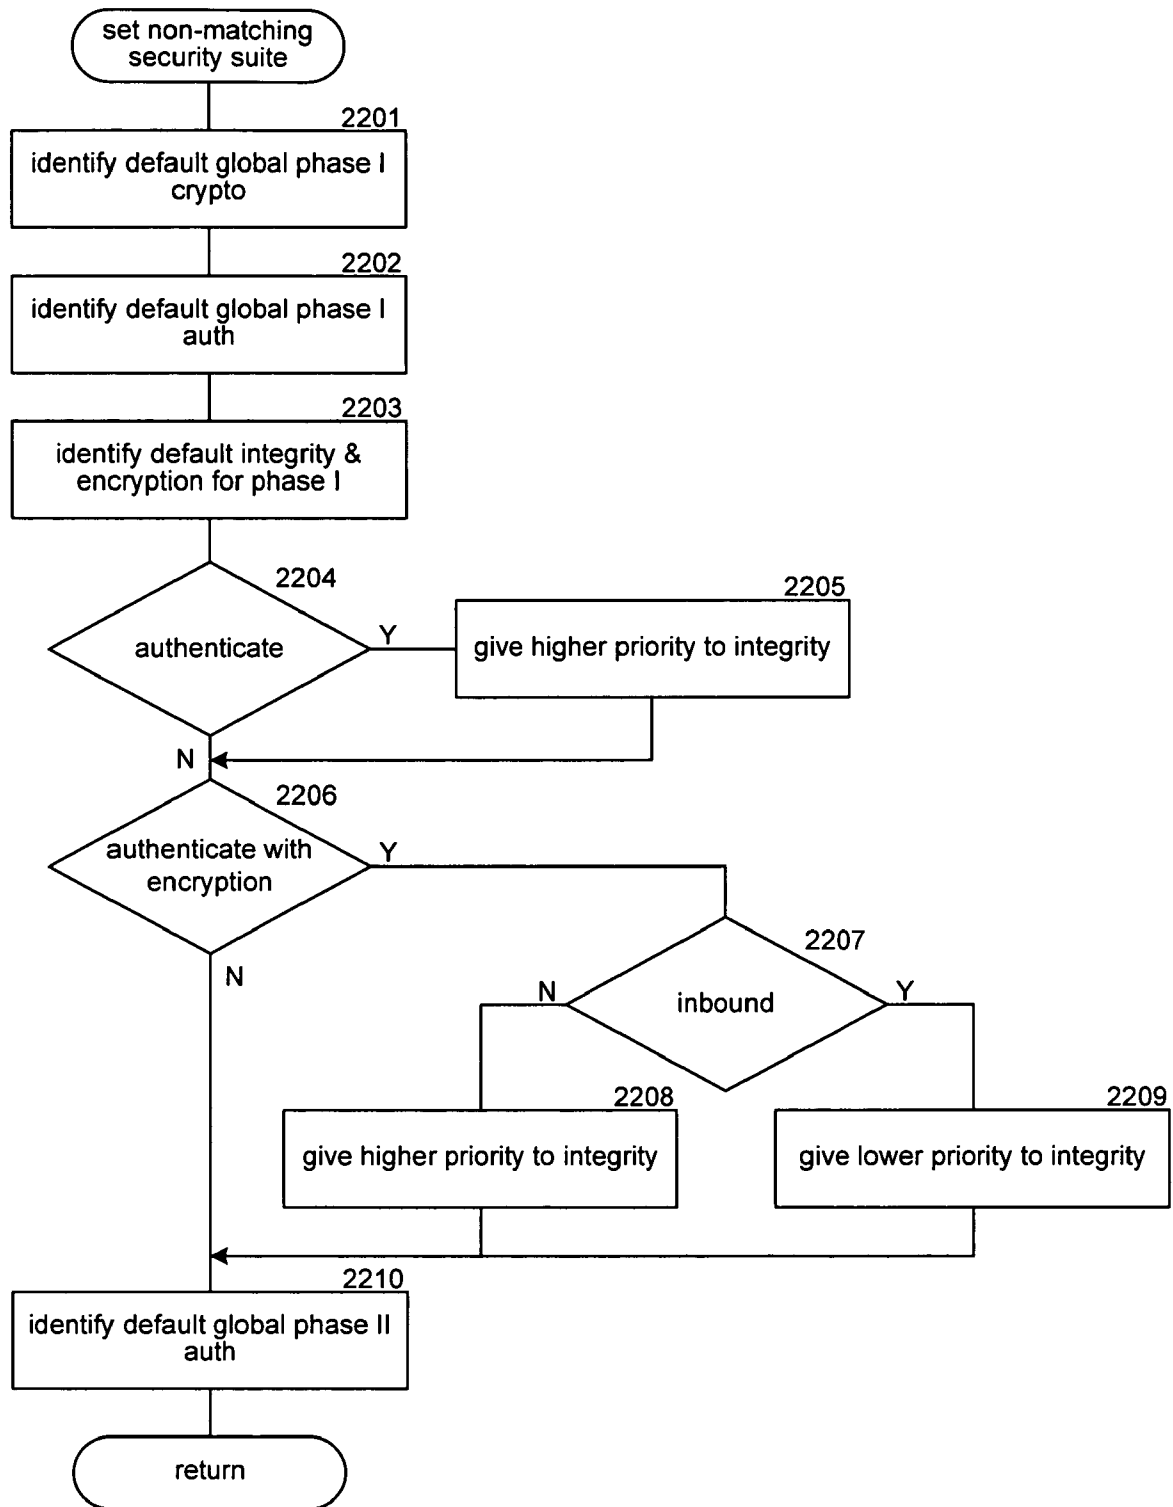 set non-matching
security suite
2201
identify default global phase I
crypto
2202
identify default global phase I
auth
2203
identify default integrity &
encryption for phase I
2204
authenticate
Y
2205
give higher priority to integrity
N
2206
authenticate with
encryption
Y
N
2207
inbound
N
Y
2208
give higher priority to integrity
2209
give lower priority to integrity
2210
identify default global phase II
auth
return